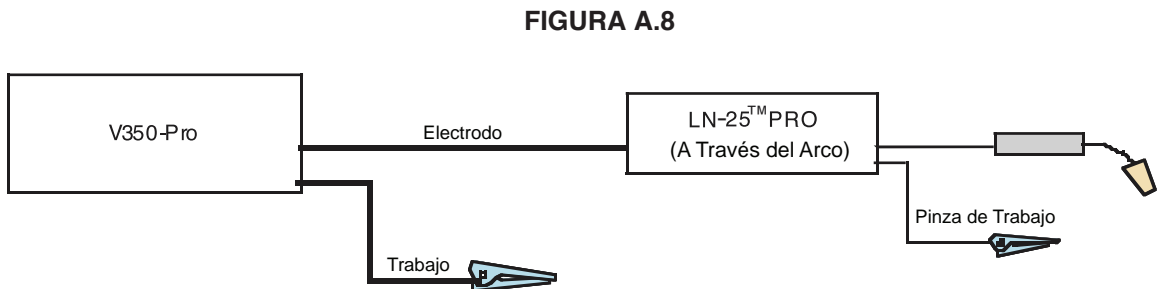 FIGURA A.8
V350-Pro
Electrodo
LN-25™PRO
(A Través del Arco)
Pinza de Trabajo
Trabajo